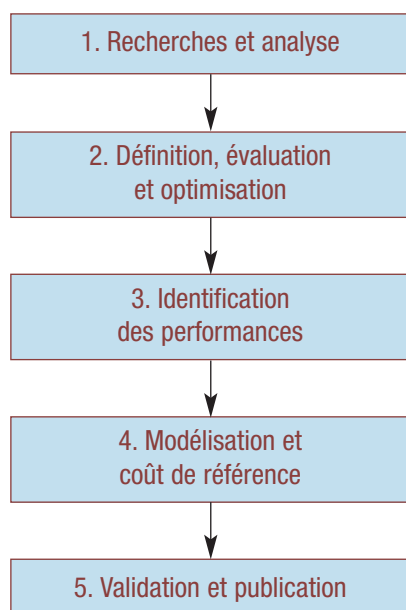 1. Recherches et analyse
2. Définition, évaluation
et optimisation
3. Identification
des performances
4. Modélisation et
coût de référence
5. Validation et publication